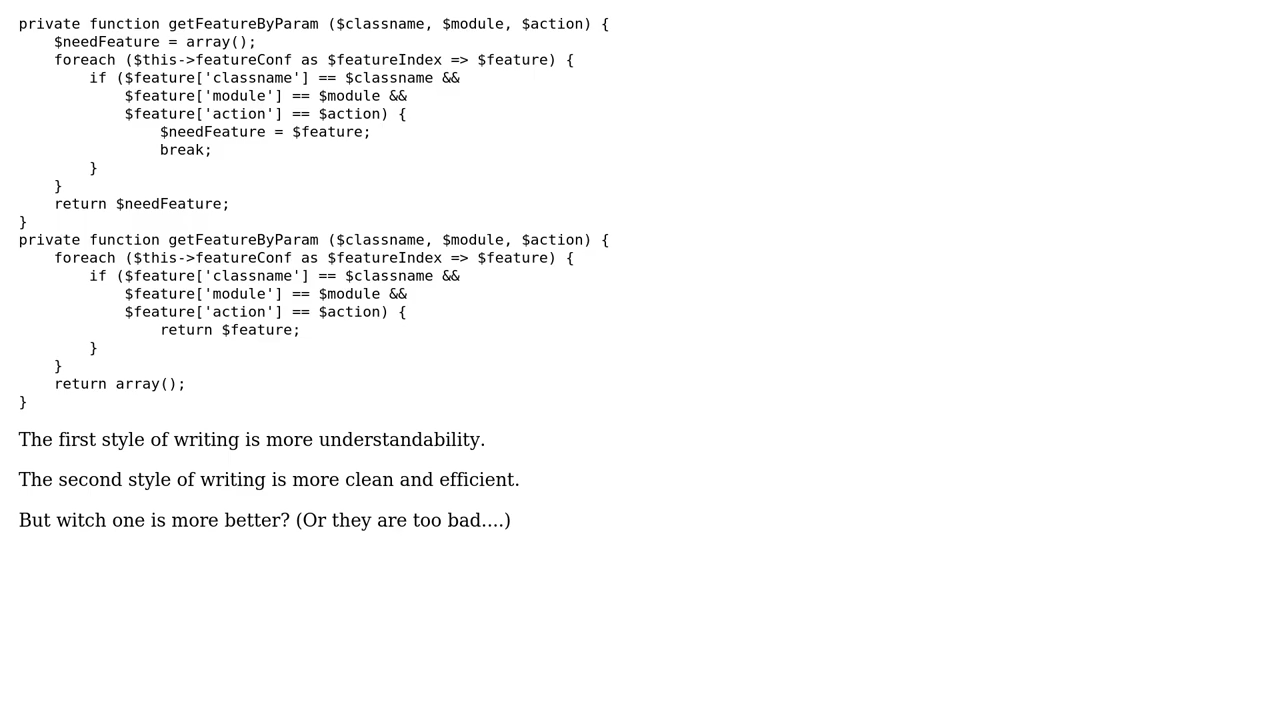 private function getFeatureByParam ($classname, $module, $action) {
    $needFeature = array();
    foreach ($this->featureConf as $featureIndex => $feature) {
        if ($feature['classname'] == $classname &&
            $feature['module'] == $module &&
            $feature['action'] == $action) {
                $needFeature = $feature;
                break;
        }
    }
    return $needFeature;
}
private function getFeatureByParam ($classname, $module, $action) {
    foreach ($this->featureConf as $featureIndex => $feature) {
        if ($feature['classname'] == $classname &&
            $feature['module'] == $module &&
            $feature['action'] == $action) {
                return $feature;
        }
    }
    return array();
}
The first style of writing is more understandability.
The second style of writing is more clean and efficient.
But witch one is more better? (Or they are too bad....)